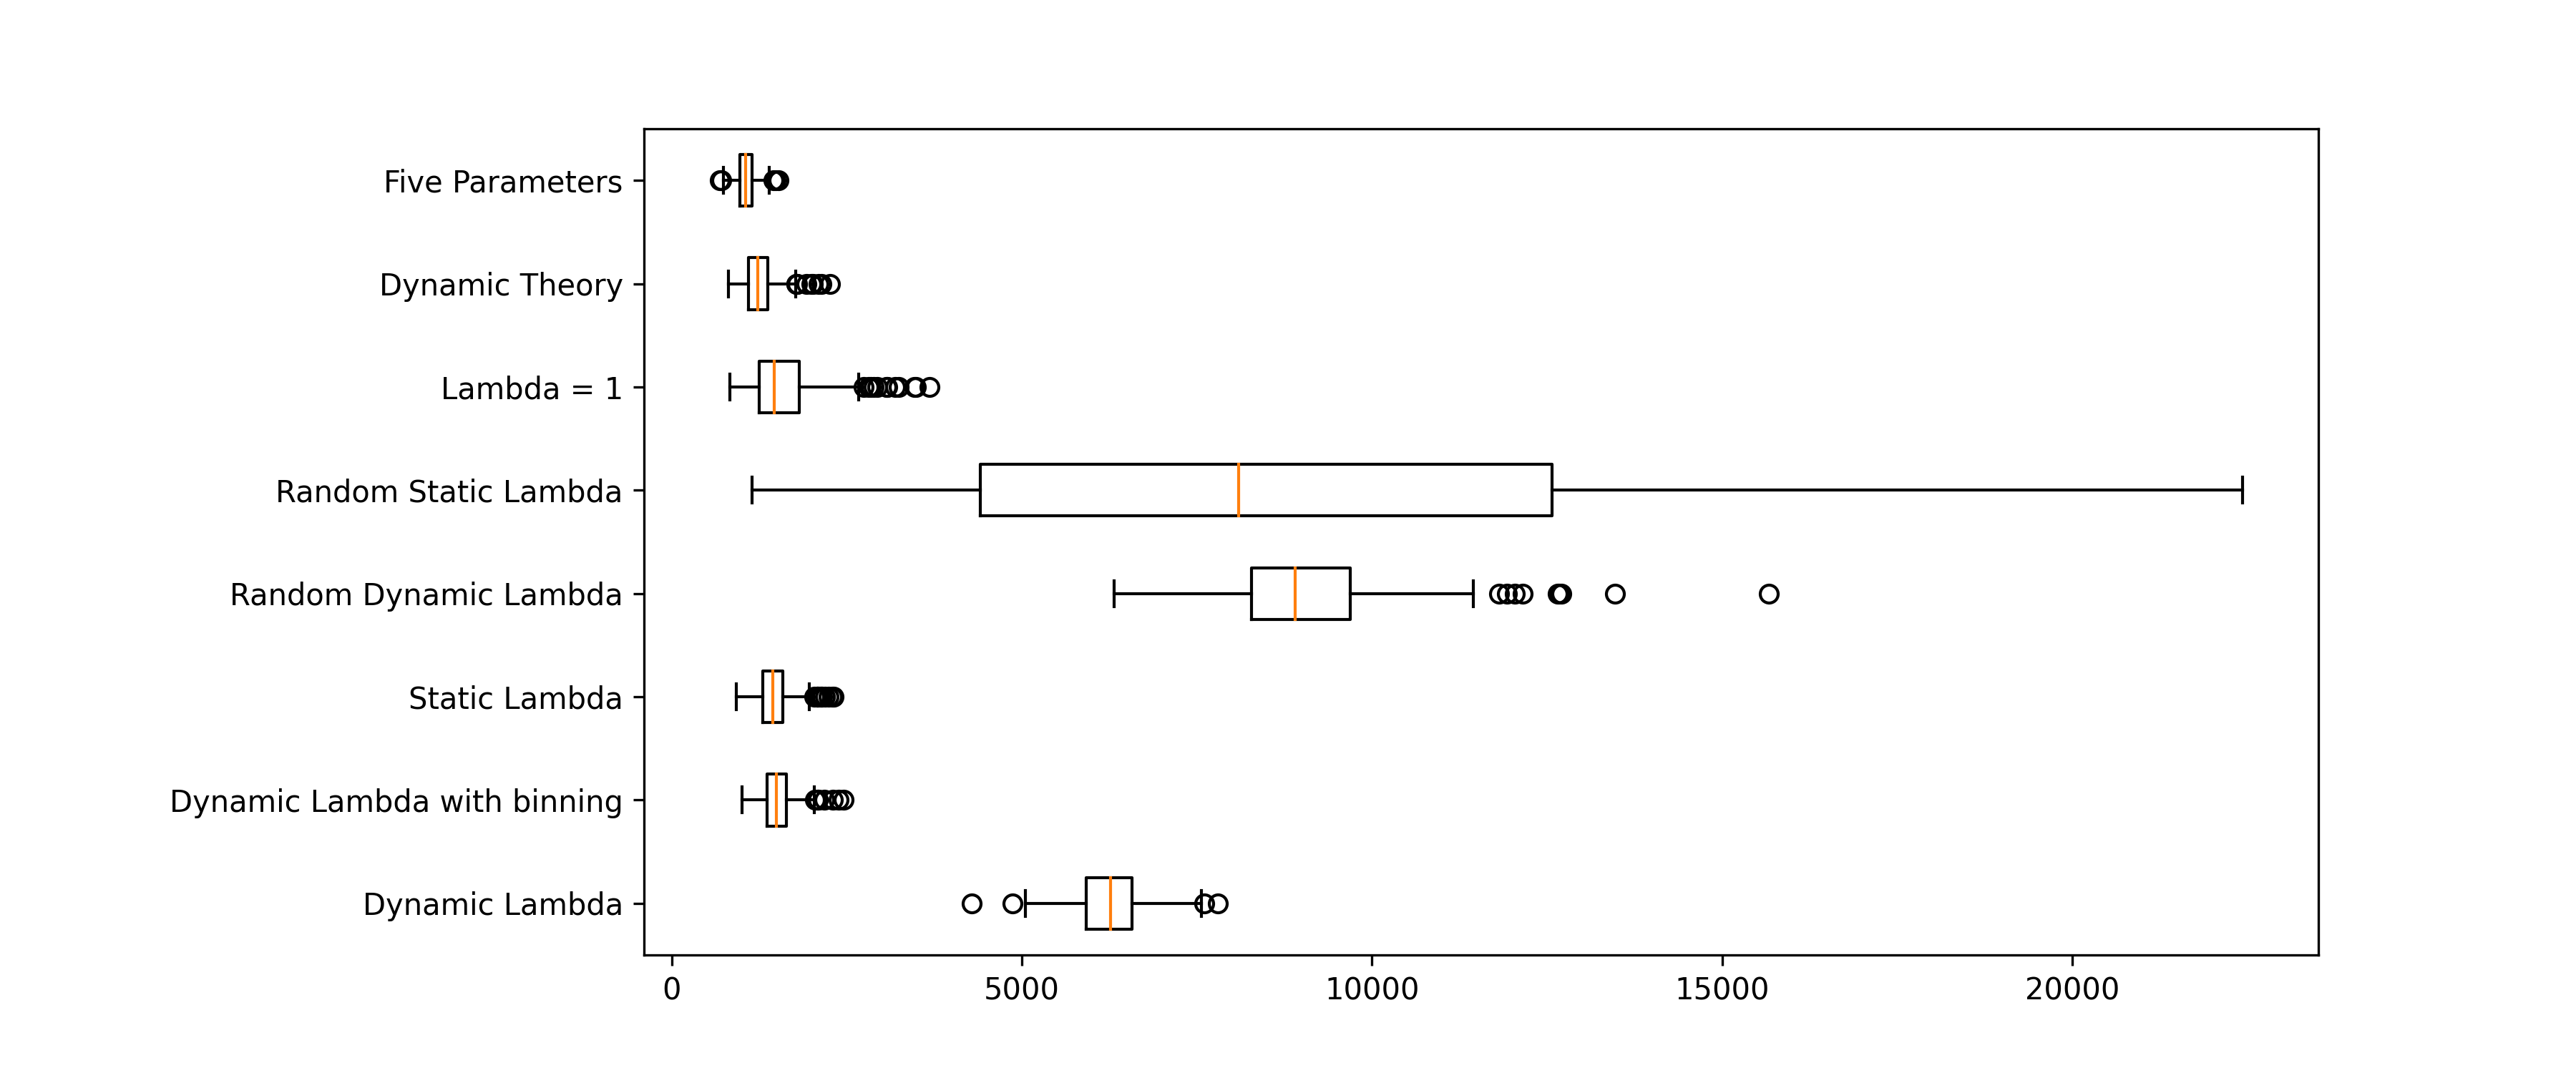 Five Parameters
Dynamic Theory
Lambda = 1
Random Static Lambda
Random Dynamic Lambda
Static Lambda
Dynamic Lambda with binning
Dynamic Lambda
0 5000 10000 15000 20000